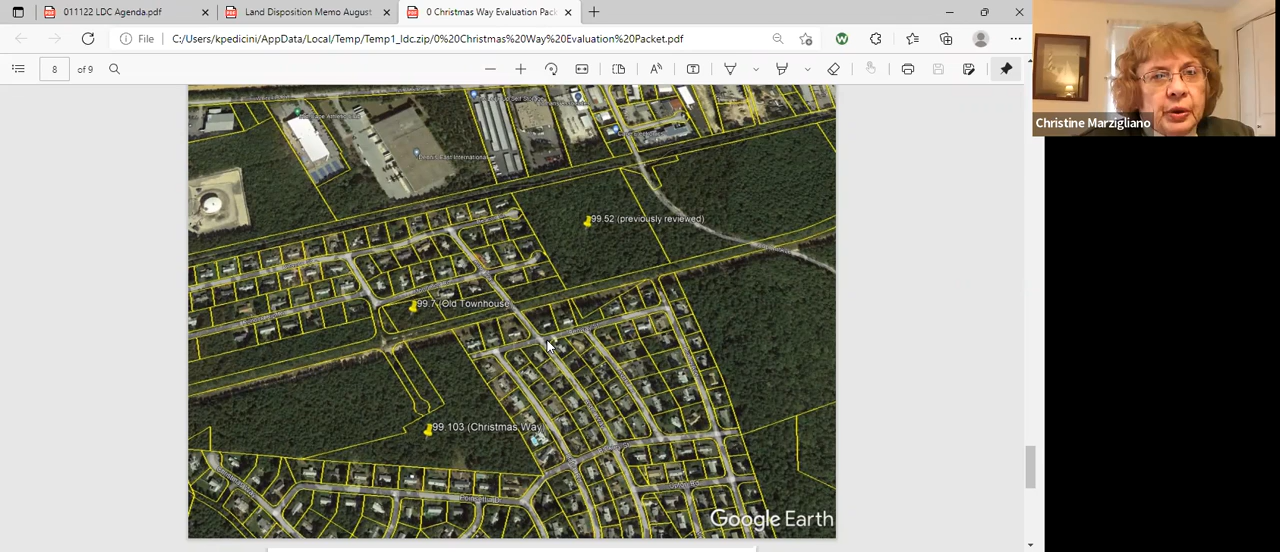 011122 LDC Agenda.pdf
Land Disposition Memo August
0 Christmas Way Evaluation Pack
File
C:/Users/kpedicini/AppData/Local/Temp/Temp1_ldc.zip/0%20Christmas%20Way%20Evaluation%20Packet.pdf
8 of 9
Christine Marzigliano
99.52 (previously reviewed)
99.7 (Old Townhouse
99.103 (Christmas Way)
Google Earth